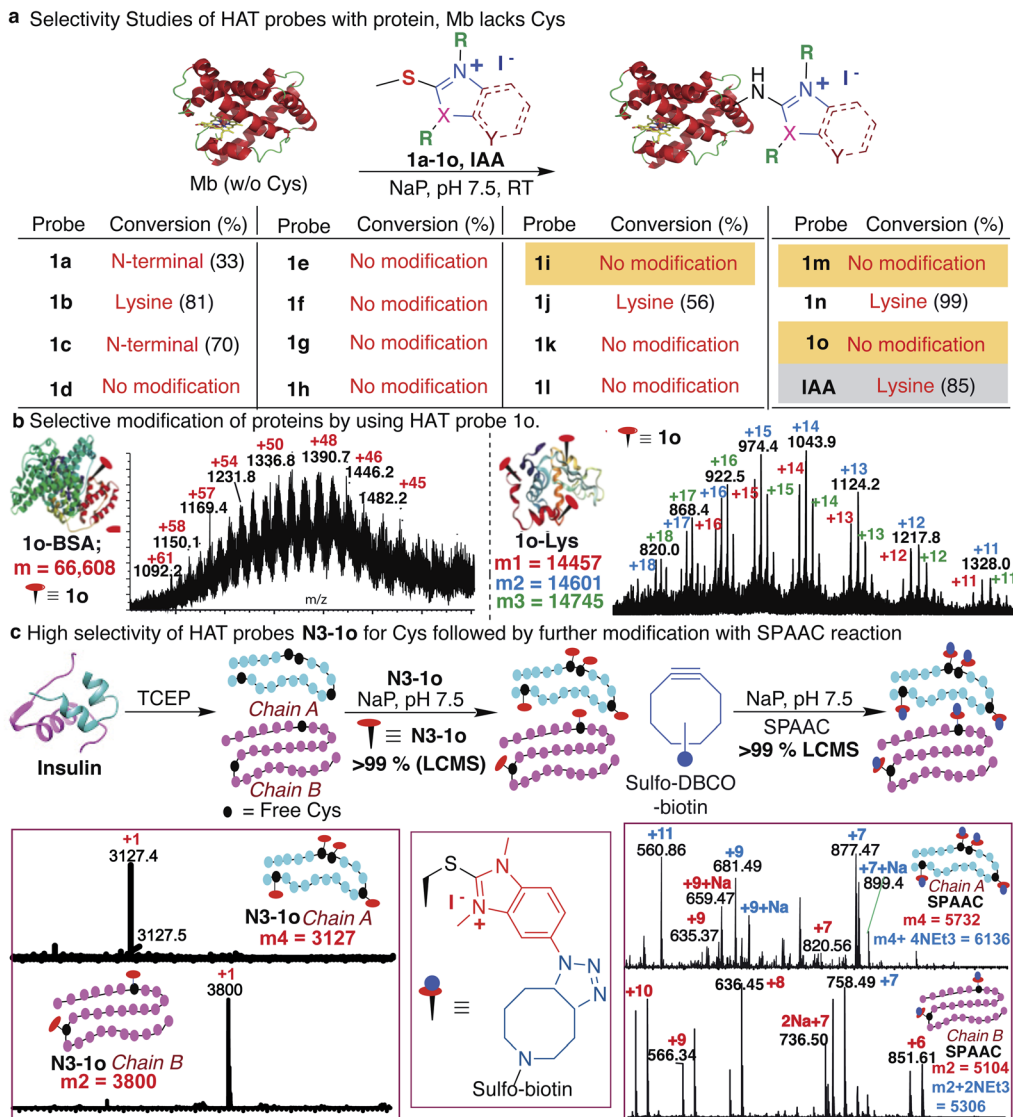 a Selectivity Studies of HAT probes with protein, Mb lacks Cys
R
S
N
+
I -
X
R
Y
1a-1o, IAA
NaP, pH 7.5, RT
Mb (w/o Cys)
H
N
R
N
+
I -
X
R
Y
Probe Conversion (%) Probe Conversion (%) Probe Conversion (%) Probe Conversion (%)
1a N-terminal (33) 1e No modification 1i No modification 1m No modification
1b Lysine (81) 1f No modification 1j Lysine (56) 1n Lysine (99)
1c N-terminal (70) 1g No modification 1k No modification 1o No modification
1d No modification 1h No modification 1l No modification IAA Lysine (85)
b Selective modification of proteins by using HAT probe 1o.
1o-BSA;
m = 66,608
≡ 1o
+61
1092.2
+58
1150.1
+57
1169.4
+54
1231.8
+50
1336.8
+48
1390.7
+46
1446.2
+45
1482.2
m/z
≡ 1o
1o-Lys
m1 = 14457
m2 = 14601
m3 = 14745
+18
820.0
+18
+17
868.4
+17
+16
922.5
+16
+16
+15
974.4
+15
+15
+14
1043.9
+14
+14
+13
1124.2
+13
+13
+12
1217.8
+12
+12
+11
1328.0
+11
+11
c High selectivity of HAT probes N3-1o for Cys followed by further modification with SPAAC reaction
Insulin
TCEP
Chain A
Chain B
= Free Cys
N3-1o
NaP, pH 7.5
≡ N3-1o
>99 % (LCMS)
Sulfo-DBCO
-biotin
NaP, pH 7.5
SPAAC
>99 % LCMS
+1
3127.4
3127.5
N3-1o Chain A
m4 = 3127
+1
3800
N3-1o Chain B
m2 = 3800
S
N
I -
N
+
N
N
N
N
≡
Sulfo-biotin
+11
560.86
+9
635.37
+9+Na
659.47
+9
681.49
+9+Na
+7
820.56
+7
877.47
+7+Na
899.4
Chain A
SPAAC
m4 = 5732
m4+ 4NEt3 = 6136
+10
+9
566.34
636.45 +8
2Na+7
736.50
758.49 +7
+6
851.61
Chain B
SPAAC
m2 = 5104
m2+2NEt3
= 5306